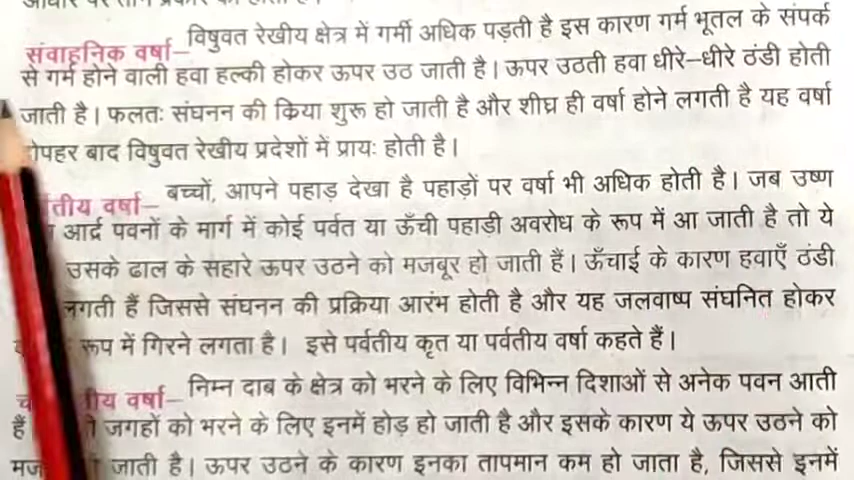 संवाहनिक वर्षा– विषुवत रेखीय क्षेत्र में गर्मी अधिक पड़ती है इस कारण गर्म भूतल के संपर्क
से गर्म होने वाली हवा हल्की होकर ऊपर उठ जाती है। ऊपर उठती हवा धीरे–धीरे ठंडी होती
जाती है। फलतः संघनन की क्रिया शुरू हो जाती है और शीघ्र ही वर्षा होने लगती है यह वर्षा
बाद विषुवत रेखीय प्रदेशों में प्रायः होती है।
वर्षा– बच्चों, आपने पहाड़ देखा है पहाड़ों पर वर्षा भी अधिक होती है। जब उष्ण
आर्द्र पवनों के मार्ग में कोई पर्वत या ऊँची पहाड़ी अवरोध के रूप में आ जाती है तो ये
उसके ढाल के सहारे ऊपर उठने को मजबूर हो जाती हैं। ऊँचाई के कारण हवाएँ ठंडी
लगती हैं जिससे संघनन की प्रक्रिया आरंभ होती है और यह जलवाष्प संघनित होकर
रूप में गिरने लगता है। इसे पर्वतीय कृत या पर्वतीय वर्षा कहते हैं।
वर्षा– निम्न दाब के क्षेत्र को भरने के लिए विभिन्न दिशाओं से अनेक पवन आती
हैं जगहों को भरने के लिए इनमें होड़ हो जाती है और इसके कारण ये ऊपर उठने को
जाती है। ऊपर उठने के कारण इनका तापमान कम हो जाता है, जिससे इनमें